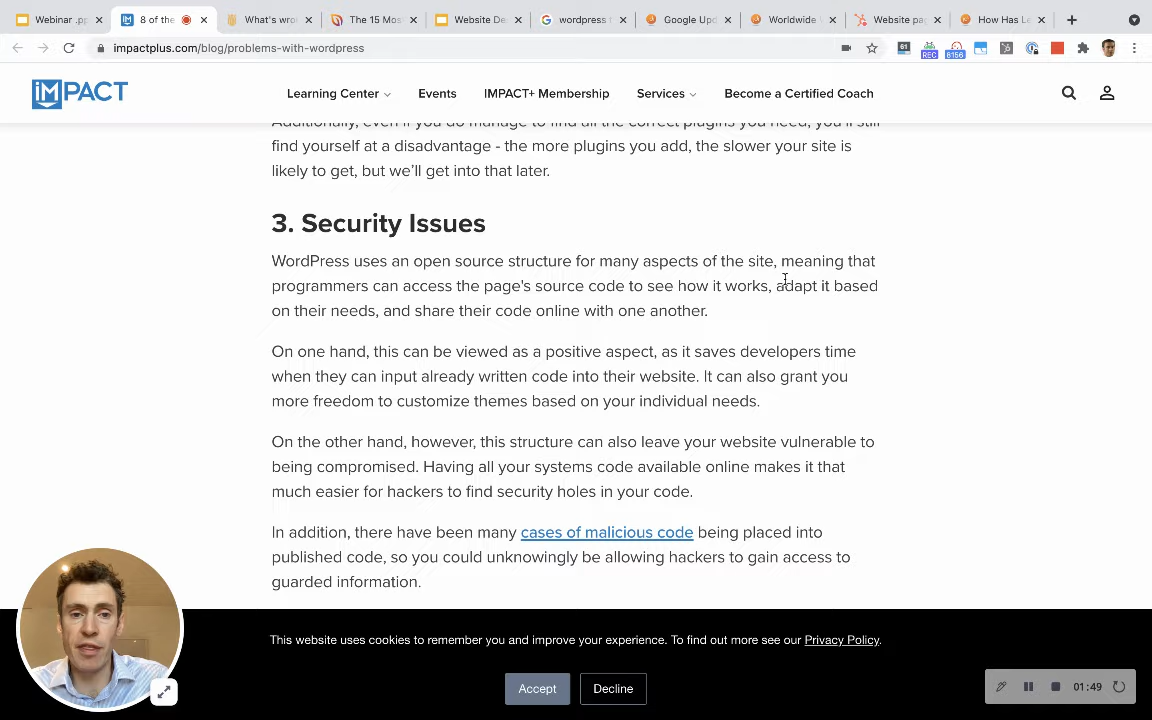 Webinar .pp
8 of the
What's wro
The 15 Mos
Website De
wordpress t
Google Upd
Worldwide V
Website pag
How Has Le
impactplus.com/blog/problems-with-wordpress
61
REC
6156
iMPACT
Learning Center
Events
IMPACT+ Membership
Services
Become a Certified Coach
Additionally, even if you do manage to find all the correct plugins you need, you'll still
find yourself at a disadvantage - the more plugins you add, the slower your site is
likely to get, but we'll get into that later.
3. Security Issues
WordPress uses an open source structure for many aspects of the site, meaning that
programmers can access the page's source code to see how it works, adapt it based
on their needs, and share their code online with one another.
On one hand, this can be viewed as a positive aspect, as it saves developers time
when they can input already written code into their website. It can also grant you
more freedom to customize themes based on your individual needs.
On the other hand, however, this structure can also leave your website vulnerable to
being compromised. Having all your systems code available online makes it that
much easier for hackers to find security holes in your code.
In addition, there have been many cases of malicious code being placed into
published code, so you could unknowingly be allowing hackers to gain access to
guarded information.
This website uses cookies to remember you and improve your experience. To find out more see our Privacy Policy.
Accept
Decline
01:49